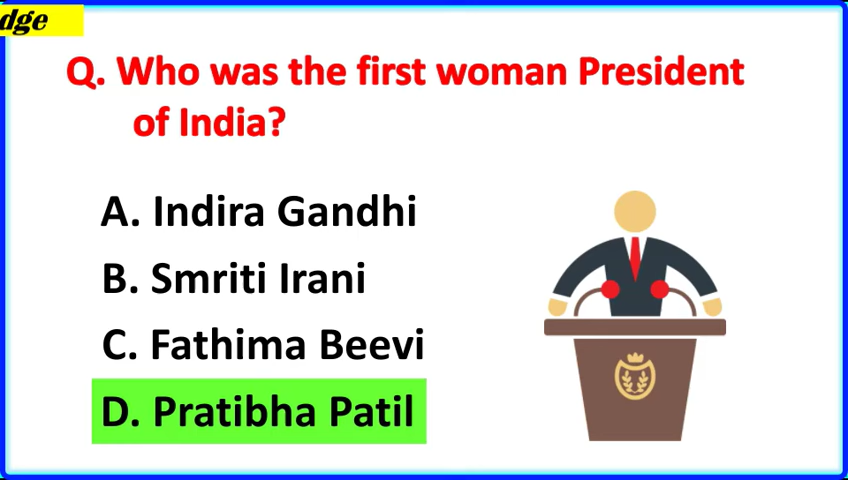 dge
Q. Who was the first woman President
of India?
A. Indira Gandhi
B. Smriti Irani
C. Fathima Beevi
D. Pratibha Patil